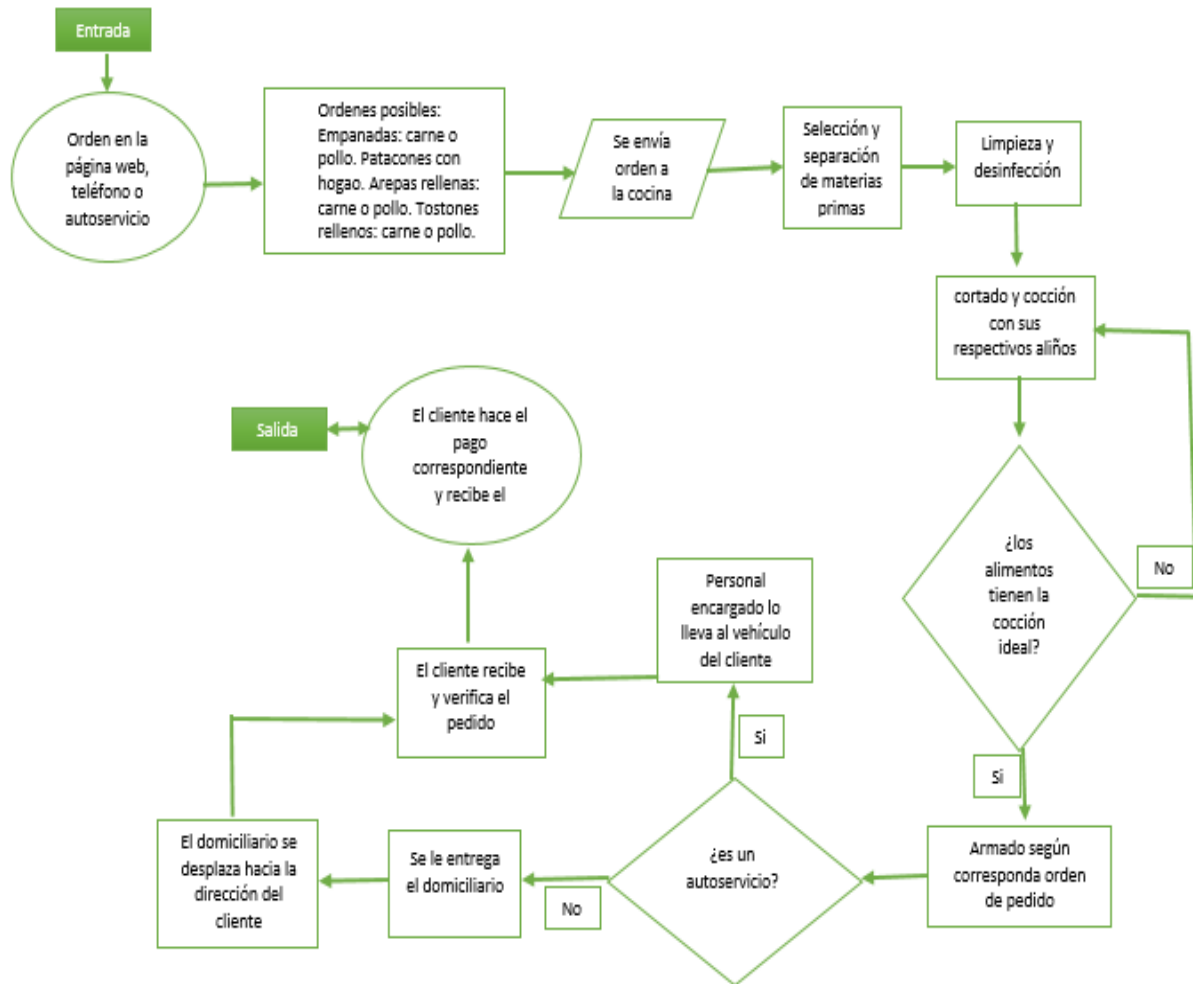 Entrada
Orden en la
página web,
teléfono o
autoservicio
Ordenes posibles:
Empanadas: carne o
pollo. Patacones con
hogao. Arepas rellenas:
carne o pollo. Tostones
rellenos: carne o pollo.
Se envía
orden a
la cocina
Selección y
separación
de materias
primas
Limpieza y
desinfección
cortado y cocción
con sus
respectivos aliños
¿los
alimentos
tienen la
cocción
ideal?
No
Si
Armado según
corresponda orden
de pedido
¿es un
autoservicio?
Si
Personal
encargado lo
lleva al vehículo
del cliente
No
Se le entrega
el domiciliario
El domiciliario se
desplaza hacia la
dirección del
cliente
El cliente recibe
y verifica el
pedido
El cliente hace el
pago
correspondiente
y recibe el
Salida